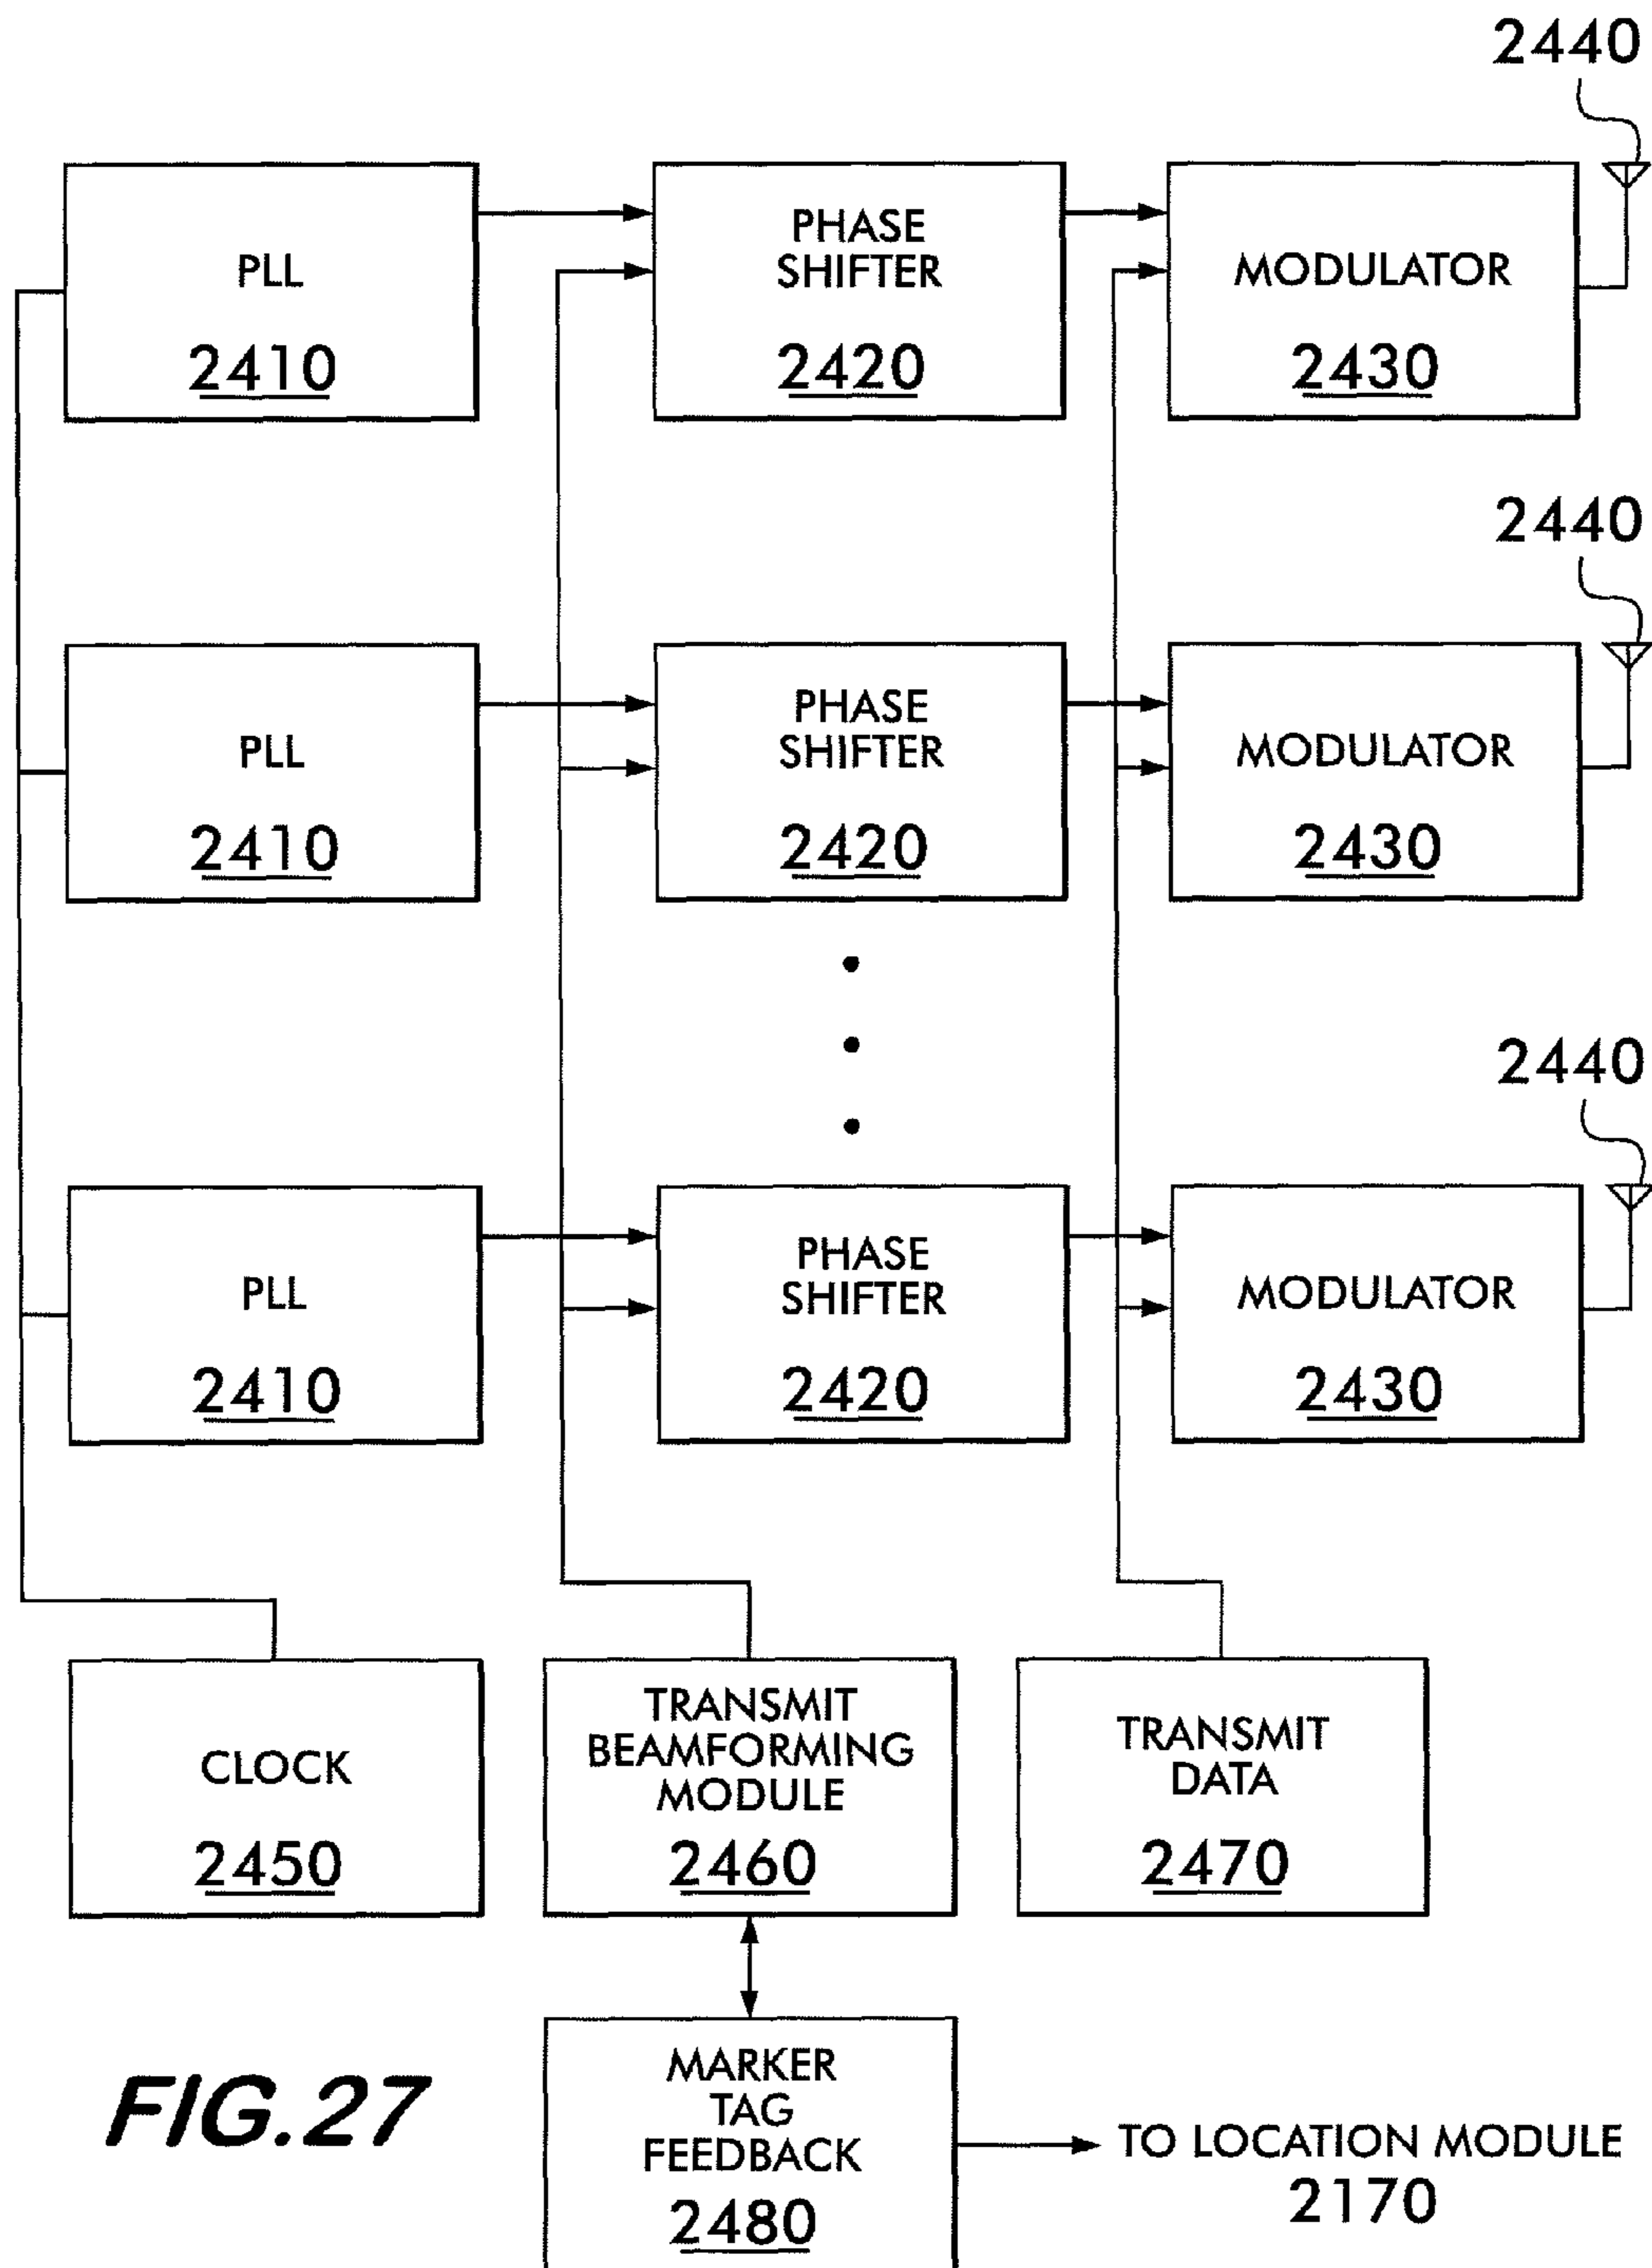 2440
PLL
2410
PHASE
SHIFTER
2420
MODULATOR
2430
2440
PLL
2410
PHASE
SHIFTER
2420
MODULATOR
2430
2440
PLL
2410
PHASE
SHIFTER
2420
MODULATOR
2430
CLOCK
2450
TRANSMIT
BEAMFORMING
MODULE
2460
TRANSMIT
DATA
2470
MARKER
TAG
FEEDBACK
2480
TO LOCATION MODULE
2170
FIG.27